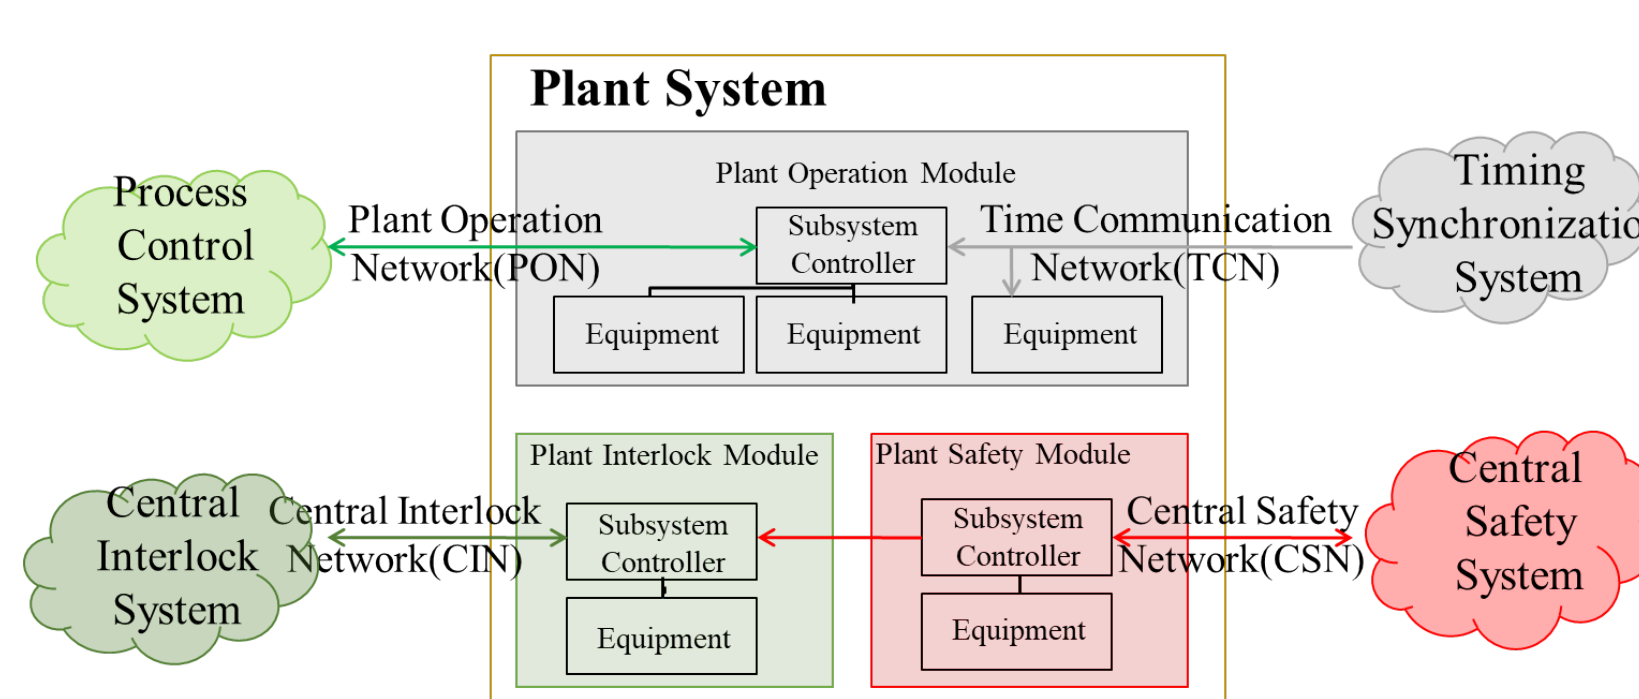 Plant System
Plant Operation Module
Process
Control
System
Plant Operation
Network(PON)
Subsystem
Controller
Time Communication
Network(TCN)
Timing
Synchronizatio
System
Equipment
Equipment
Equipment
Plant Interlock Module
Plant Safety Module
Central
Interlock
System
Central Interlock
Network(CIN)
Subsystem
Controller
Equipment
Subsystem
Controller
Equipment
Central Safety
Network(CSN)
Central
Safety
System